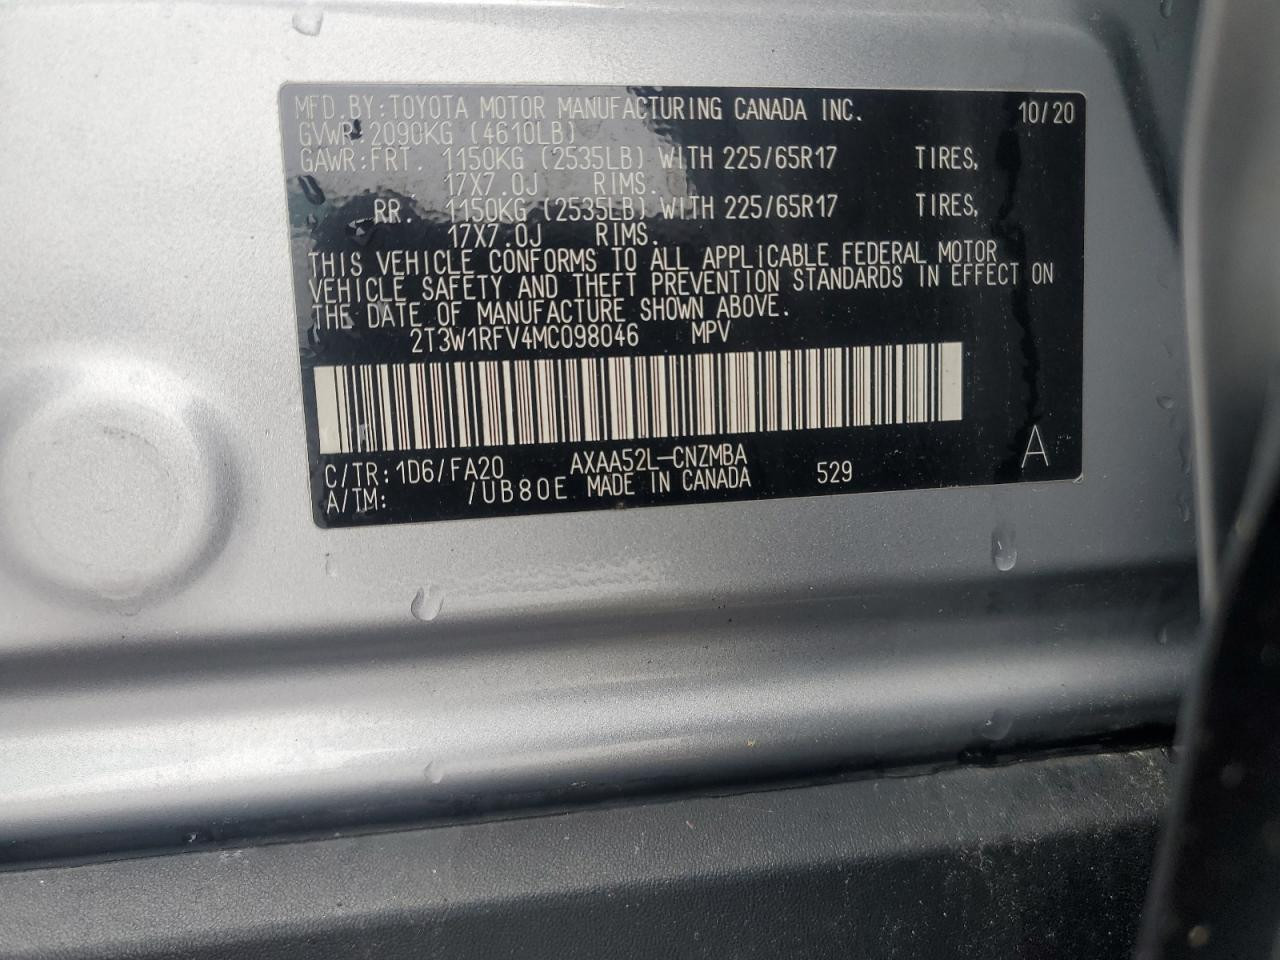 MFD.BY:TOYOTA MOTOR MANUFACTURING CANADA INC. 10/20
GVWR:2090KG (4610LB)
GAWR:FRT. 1150KG (2535LB) WITH 225/65R17 TIRES,
17X7.0J RIMS.
RR. 1150KG (2535LB) WITH 225/65R17 TIRES,
17X7.0J RIMS.
THIS VEHICLE CONFORMS TO ALL APPLICABLE FEDERAL MOTOR
VEHICLE SAFETY AND THEFT PREVENTION STANDARDS IN EFFECT ON
THE DATE OF MANUFACTURE SHOWN ABOVE.
2T3W1RFV4MC098046 MPV
C/TR:1D6/FA20 AXAA52L-CNZMBA
A/TM: /UB80E MADE IN CANADA 529 A